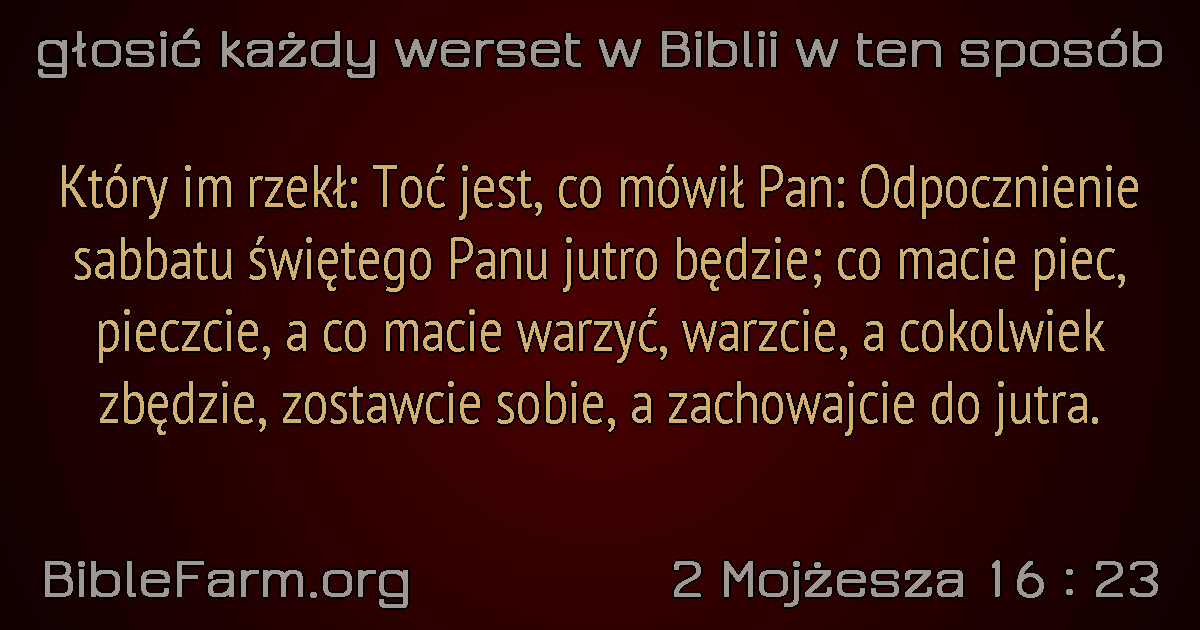 głosić każdy werset w Biblii w ten sposób
Który im rzekł: Toć jest, co mówił Pan: Odpocznienie
sabbatu świętego Panu jutro będzie; co macie piec,
pieczcie, a co macie warzyć, warzcie, a cokolwiek
zbędzie, zostawcie sobie, a zachowajcie do jutra.
BibleFarm.org
2 Mojżesza 16 : 23